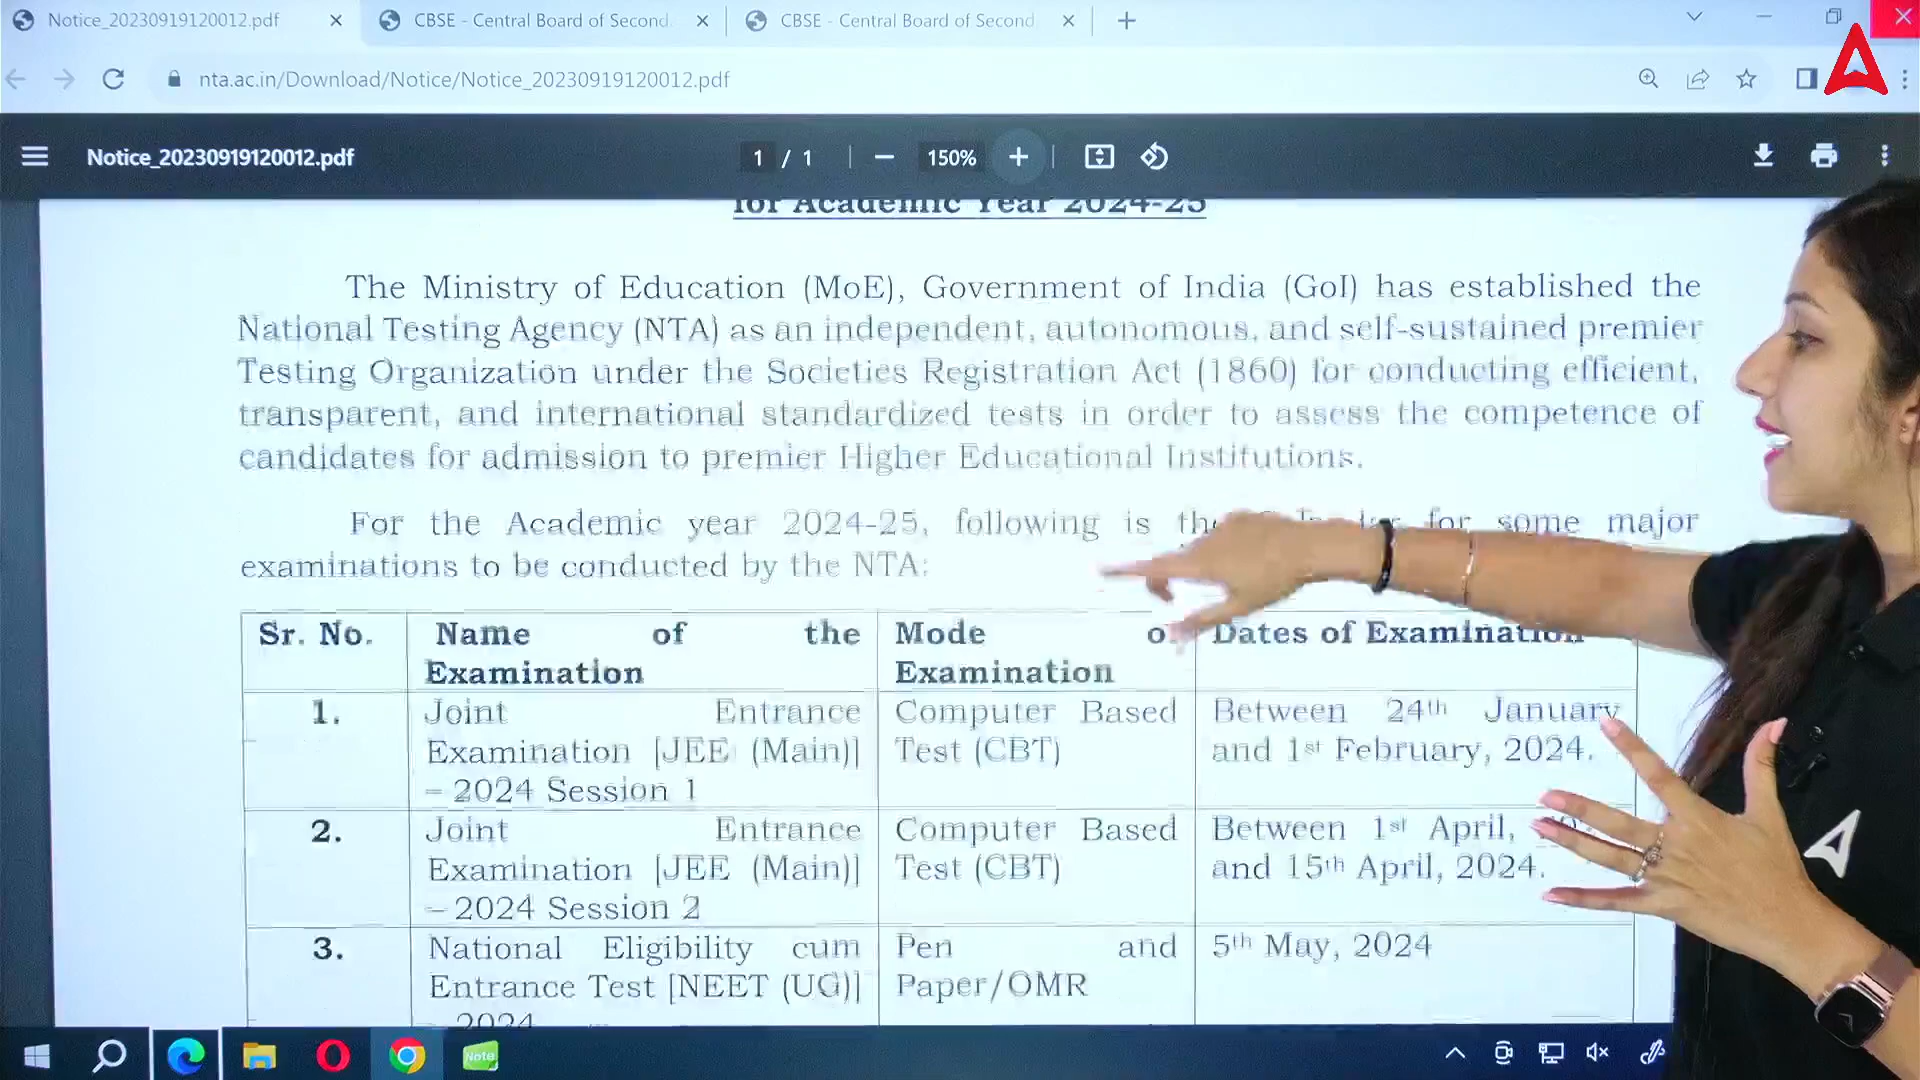 Notice_20230919120012.pdf
CBSE - Central Board of Second
CBSE - Central Board of Second
nta.ac.in/Download/Notice/Notice_20230919120012.pdf
Notice_20230919120012.pdf
1 / 1
150%
for Academic Year 2024-25
The Ministry of Education (MoE), Government of India (GoI) has established the
National Testing Agency (NTA) as an independent, autonomous, and self-sustained premier
Testing Organization under the Societies Registration Act (1860) for conducting efficient,
transparent, and international standardized tests in order to assess the competence of
candidates for admission to premier Higher Educational Institutions.
For the Academic year 2024-25, following is for some major
examinations to be conducted by the NTA:
Sr. No.
Name of the
Examination
Mode
Examination
Dates of Examination
1.
Joint Entrance
Examination [JEE (Main)]
– 2024 Session 1
Computer Based
Test (CBT)
Between 24th January
and 1st February, 2024.
2.
Joint Entrance
Examination [JEE (Main)]
– 2024 Session 2
Computer Based
Test (CBT)
Between 1st April,
and 15th April, 2024.
3.
National Eligibility cum
Entrance Test [NEET (UG)]
– 2024
Pen and
Paper/OMR
5th May, 2024
Note